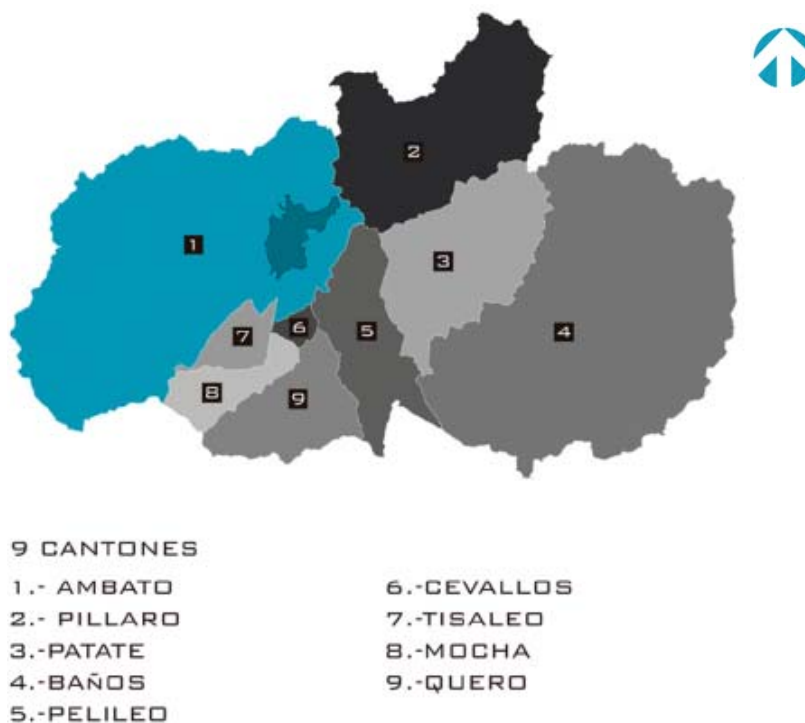 2
1
3
6
7
5
4
8
9
9 CANTONES
1.- AMBATO
2.- PILLARO
3.-PATATE
4.-BAÑOS
5.-PELILEO
6.-CEVALLOS
7.-TISALEO
8.-MOCHA
9.-QUERO